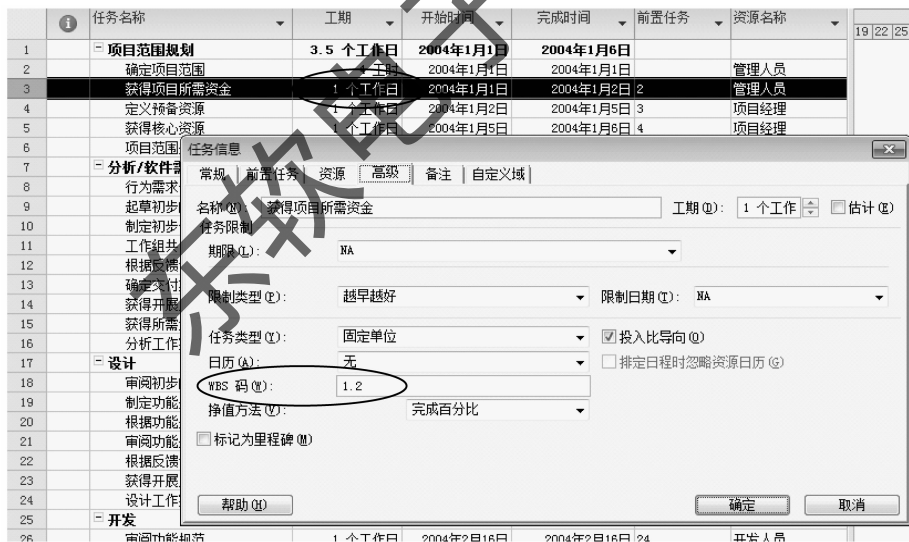 任务名称 工期 开始时间 完成时间 前置任务 资源名称
19 22 25
1 项目范围规划 3.5 个工作日 2004年1月1日 2004年1月6日
2 确定项目范围 4 工时 2004年1月1日 2004年1月1日 管理人员
3 获得项目所需资金 1 个工作日 2004年1月1日 2004年1月2日 2 管理人员
4 定义预备资源 1 个工作日 2004年1月2日 2004年1月5日 3 项目经理
5 获得核心资源 1 个工作日 2004年1月5日 2004年1月6日 4 项目经理
6 项目范围
7 分析/软件需
8 行为需求
9 起草初步
10 制定初步
11 工作组共
12 根据反馈
13 确定交付
14 获得开展
15 获得所需
16 分析工作
17 设计
18 审阅初步
19 制定功能
20 根据功能
21 审阅功能
22 根据反馈
23 获得开展
24 设计工作
25 开发
26 审阅功能规范 1 个工作日 2004年2月16日 2004年2月16日 24 开发人员
任务信息
常规 前置任务 资源 高级 备注 自定义域
名称(N): 获得项目所需资金 工期(D): 1 个工作 估计(E)
任务限制
期限(L): NA
限制类型(P): 越早越好 限制日期(T): NA
任务类型(Y): 固定单位 投入比导向(O)
日历(A): 无 排定日程时忽略资源日历(G)
WBS 码(W): 1.2
挣值方法(V): 完成百分比
标记为里程碑(M)
帮助(H) 确定 取消
东软电子